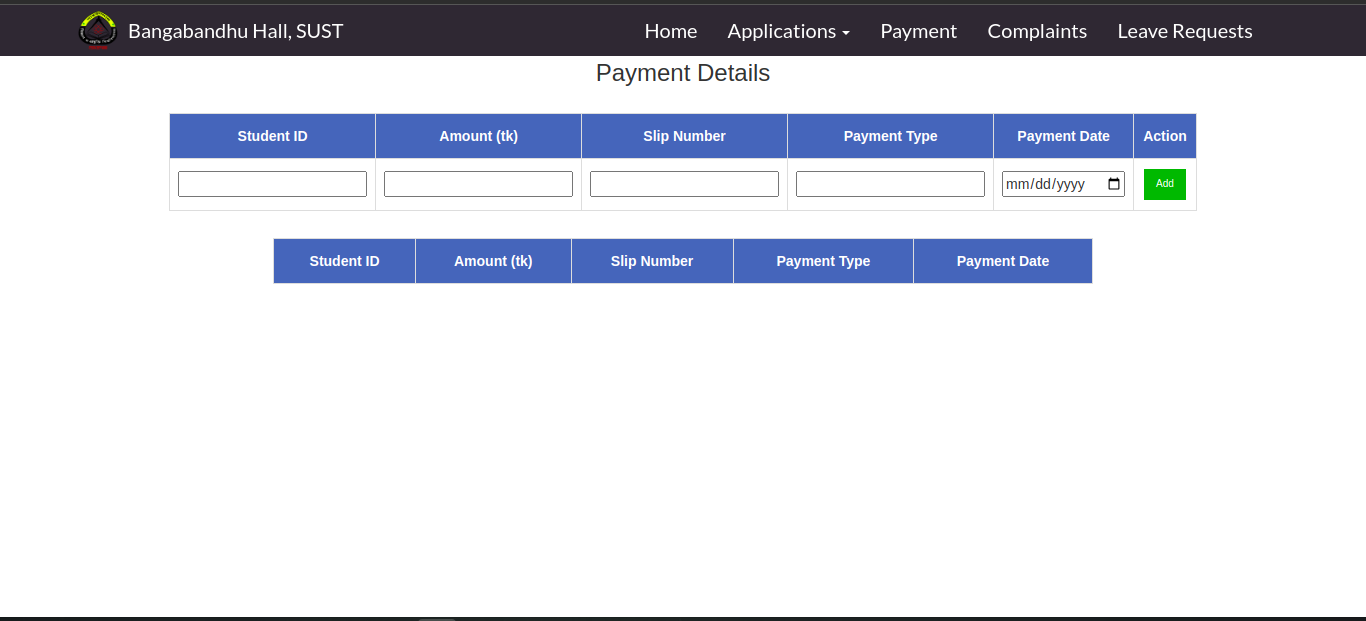 Bangabandhu Hall, SUST Home Applications Payment Complaints Leave Requests
Payment Details
Student ID Amount (tk) Slip Number Payment Type Payment Date Action
mm/dd/yyyy Add
Student ID Amount (tk) Slip Number Payment Type Payment Date